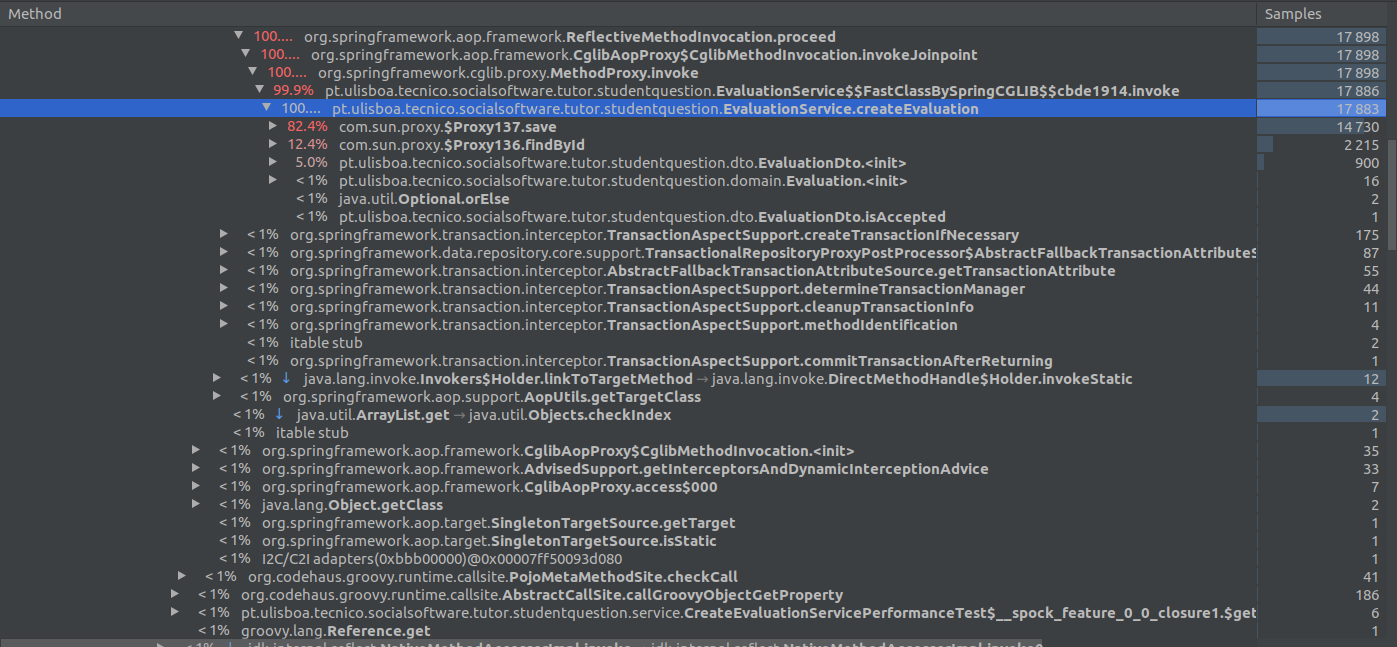 Method Samples
100.... org.springframework.aop.framework.ReflectiveMethodInvocation.proceed 17 898
100.... org.springframework.aop.framework.CglibAopProxy$CglibMethodInvocation.invokeJoinpoint 17 898
100.... org.springframework.cglib.proxy.MethodProxy.invoke 17 898
99.9% pt.ulisboa.tecnico.socialsoftware.tutor.studentquestion.EvaluationService$$FastClassBySpringCGLIB$$cbde1914.invoke 17 886
100.... pt.ulisboa.tecnico.socialsoftware.tutor.studentquestion.EvaluationService.createEvaluation 17 883
82.4% com.sun.proxy.$Proxy137.save 14 730
12.4% com.sun.proxy.$Proxy136.findById 2 215
5.0% pt.ulisboa.tecnico.socialsoftware.tutor.studentquestion.dto.EvaluationDto.<init> 900
< 1% pt.ulisboa.tecnico.socialsoftware.tutor.studentquestion.domain.Evaluation.<init> 16
< 1% java.util.Optional.orElse 2
< 1% pt.ulisboa.tecnico.socialsoftware.tutor.studentquestion.dto.EvaluationDto.isAccepted 1
< 1% org.springframework.transaction.interceptor.TransactionAspectSupport.createTransactionIfNecessary 175
< 1% org.springframework.data.repository.core.support.TransactionalRepositoryProxyPostProcessor$AbstractFallbackTransactionAttributeS 87
< 1% org.springframework.transaction.interceptor.AbstractFallbackTransactionAttributeSource.getTransactionAttribute 55
< 1% org.springframework.transaction.interceptor.TransactionAspectSupport.determineTransactionManager 44
< 1% org.springframework.transaction.interceptor.TransactionAspectSupport.cleanupTransactionInfo 11
< 1% org.springframework.transaction.interceptor.TransactionAspectSupport.methodIdentification 4
< 1% itable stub 2
< 1% org.springframework.transaction.interceptor.TransactionAspectSupport.commitTransactionAfterReturning 1
< 1% ↓ java.lang.invoke.Invokers$Holder.linkToTargetMethod → java.lang.invoke.DirectMethodHandle$Holder.invokeStatic 12
< 1% org.springframework.aop.support.AopUtils.getTargetClass 4
< 1% ↓ java.util.ArrayList.get → java.util.Objects.checkIndex 2
< 1% itable stub 1
< 1% org.springframework.aop.framework.CglibAopProxy$CglibMethodInvocation.<init> 35
< 1% org.springframework.aop.framework.AdvisedSupport.getInterceptorsAndDynamicInterceptionAdvice 33
< 1% org.springframework.aop.framework.CglibAopProxy.access$000 7
< 1% java.lang.Object.getClass 2
< 1% org.springframework.aop.target.SingletonTargetSource.getTarget 1
< 1% org.springframework.aop.target.SingletonTargetSource.isStatic 1
< 1% I2C/C2I adapters(0xbbb00000)@0x00007ff50093d080 1
< 1% org.codehaus.groovy.runtime.callsite.PojoMetaMethodSite.checkCall 41
< 1% org.codehaus.groovy.runtime.callsite.AbstractCallSite.callGroovyObjectGetProperty 186
< 1% pt.ulisboa.tecnico.socialsoftware.tutor.studentquestion.service.CreateEvaluationServicePerformanceTest$__spock_feature_0_0_closure1.$get 6
< 1% groovy.lang.Reference.get 1